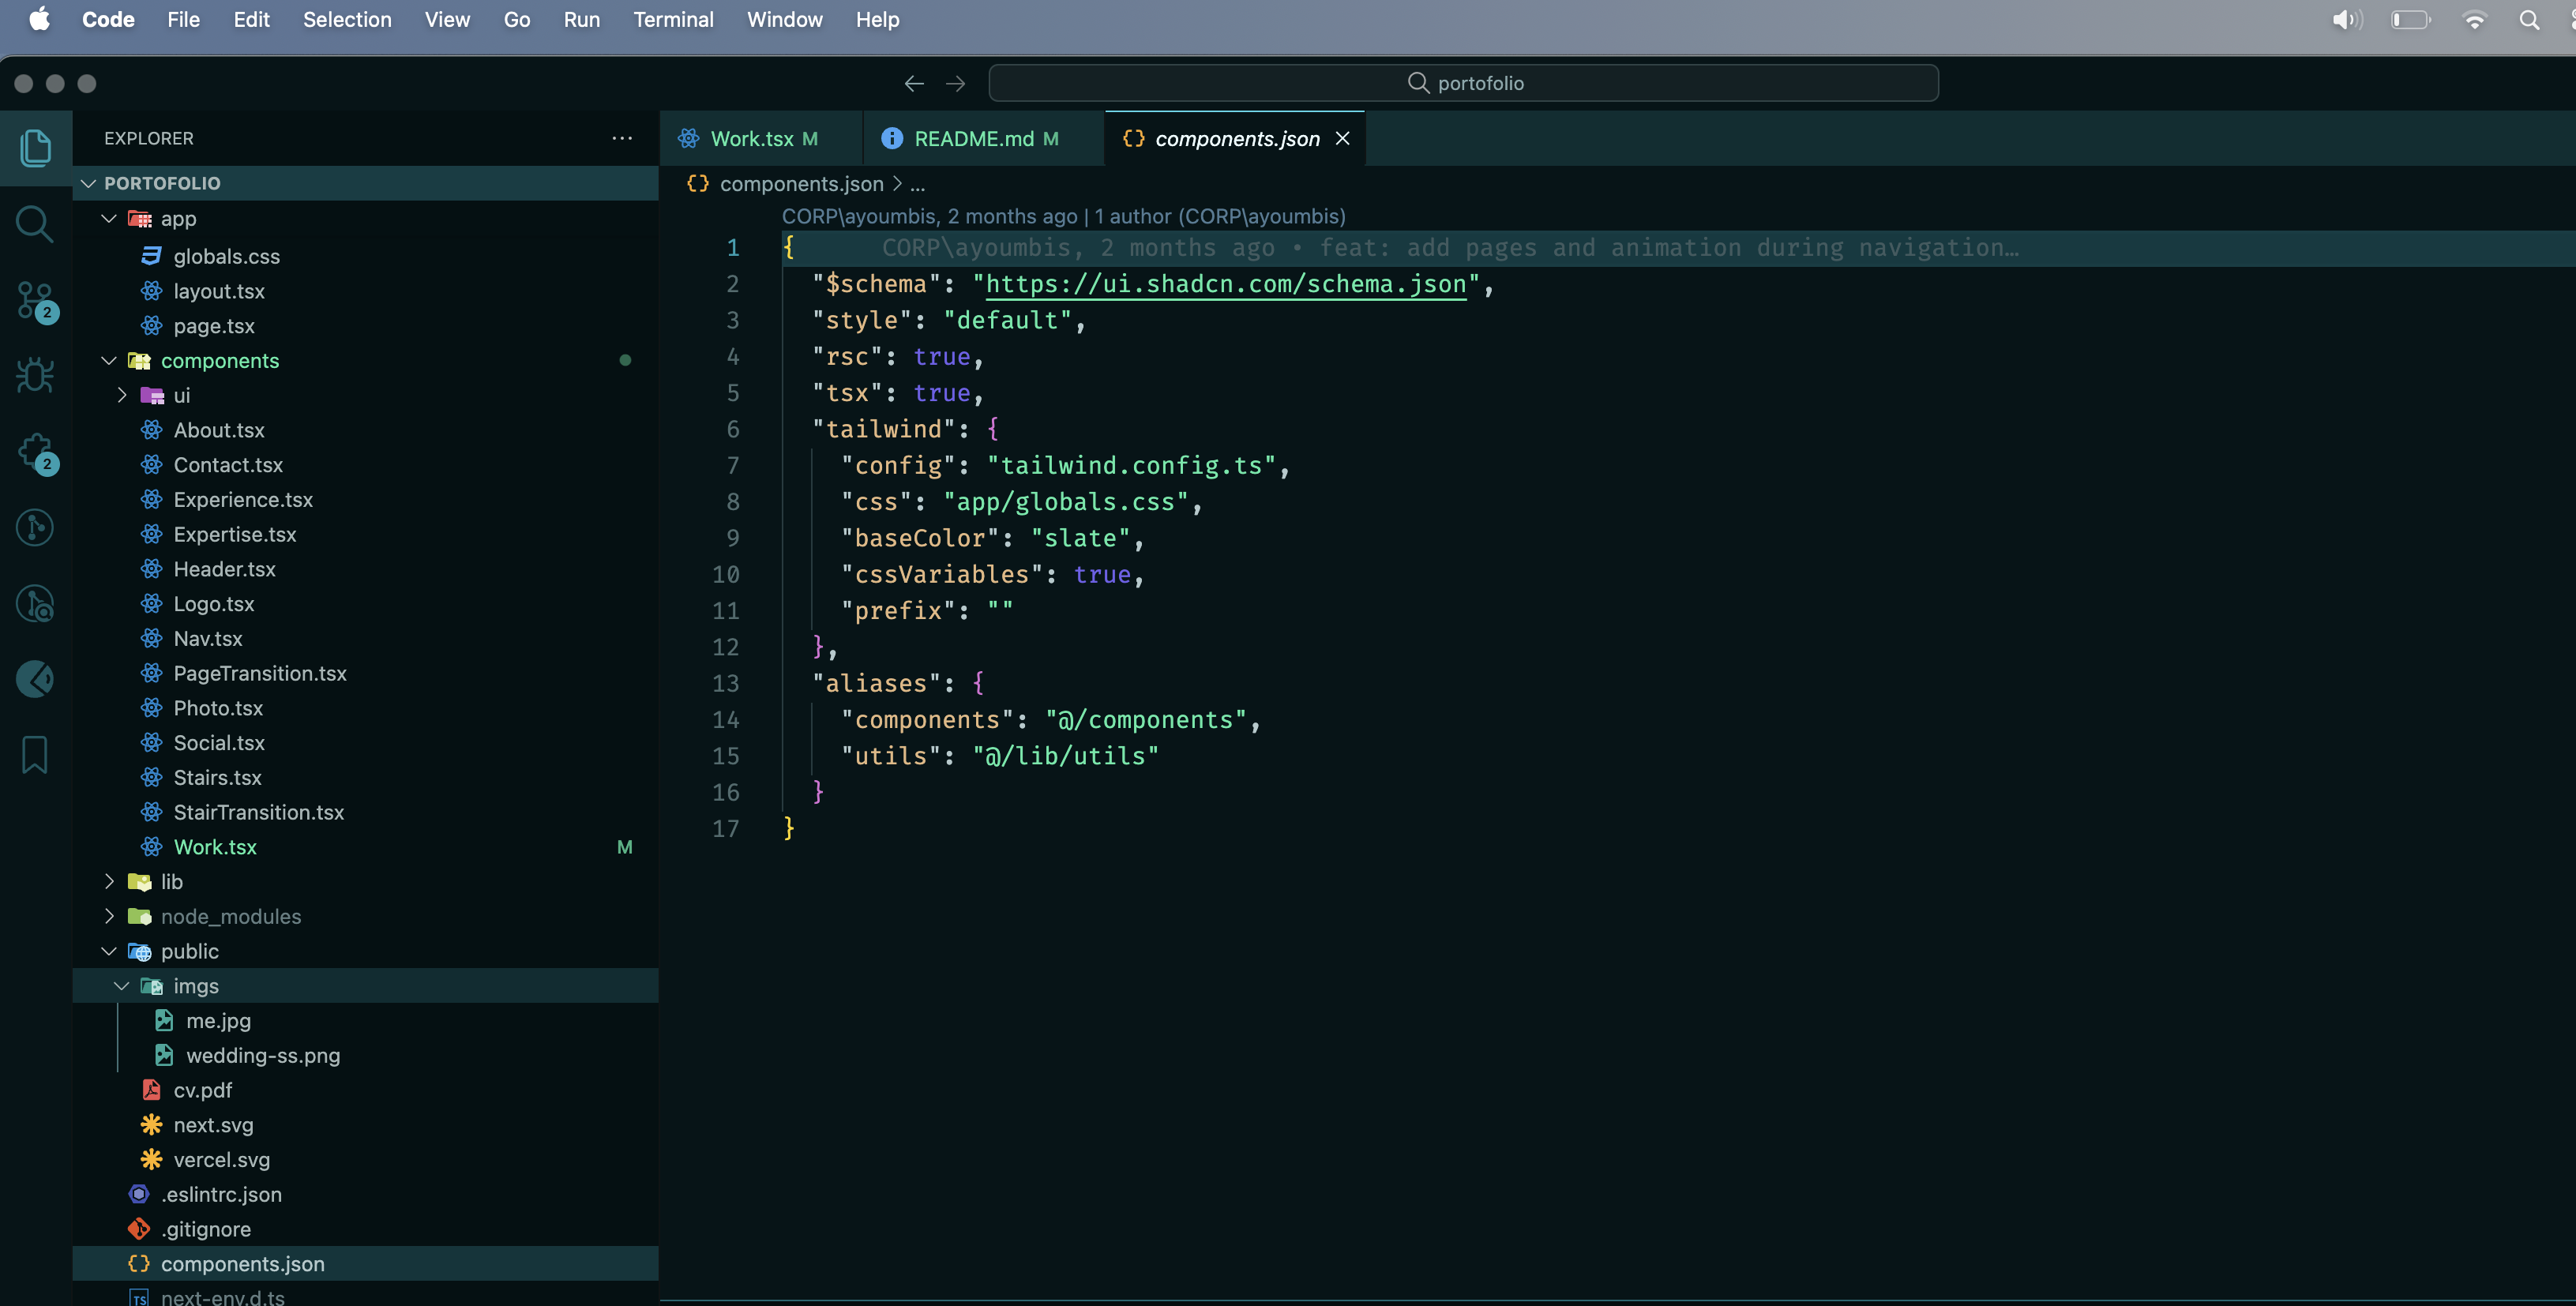 Code File Edit Selection View Go Run Terminal Window Help
portofolio
EXPLORER
PORTOFOLIO
app
globals.css
layout.tsx
page.tsx
components
ui
About.tsx
Contact.tsx
Experience.tsx
Expertise.tsx
Header.tsx
Logo.tsx
Nav.tsx
PageTransition.tsx
Photo.tsx
Social.tsx
Stairs.tsx
StairTransition.tsx
Work.tsx M
lib
node_modules
public
imgs
me.jpg
wedding-ss.png
cv.pdf
next.svg
vercel.svg
.eslintrc.json
.gitignore
components.json
TS next-env.d.ts
2
2
Work.tsx M README.md M components.json
components.json > ...
CORP\ayoumbis, 2 months ago | 1 author (CORP\ayoumbis)
1 { CORP\ayoumbis, 2 months ago • feat: add pages and animation during navigation…
2 "$schema": "https://ui.shadcn.com/schema.json",
3 "style": "default",
4 "rsc": true,
5 "tsx": true,
6 "tailwind": {
7 "config": "tailwind.config.ts",
8 "css": "app/globals.css",
9 "baseColor": "slate",
10 "cssVariables": true,
11 "prefix": ""
12 },
13 "aliases": {
14 "components": "@/components",
15 "utils": "@/lib/utils"
16 }
17 }